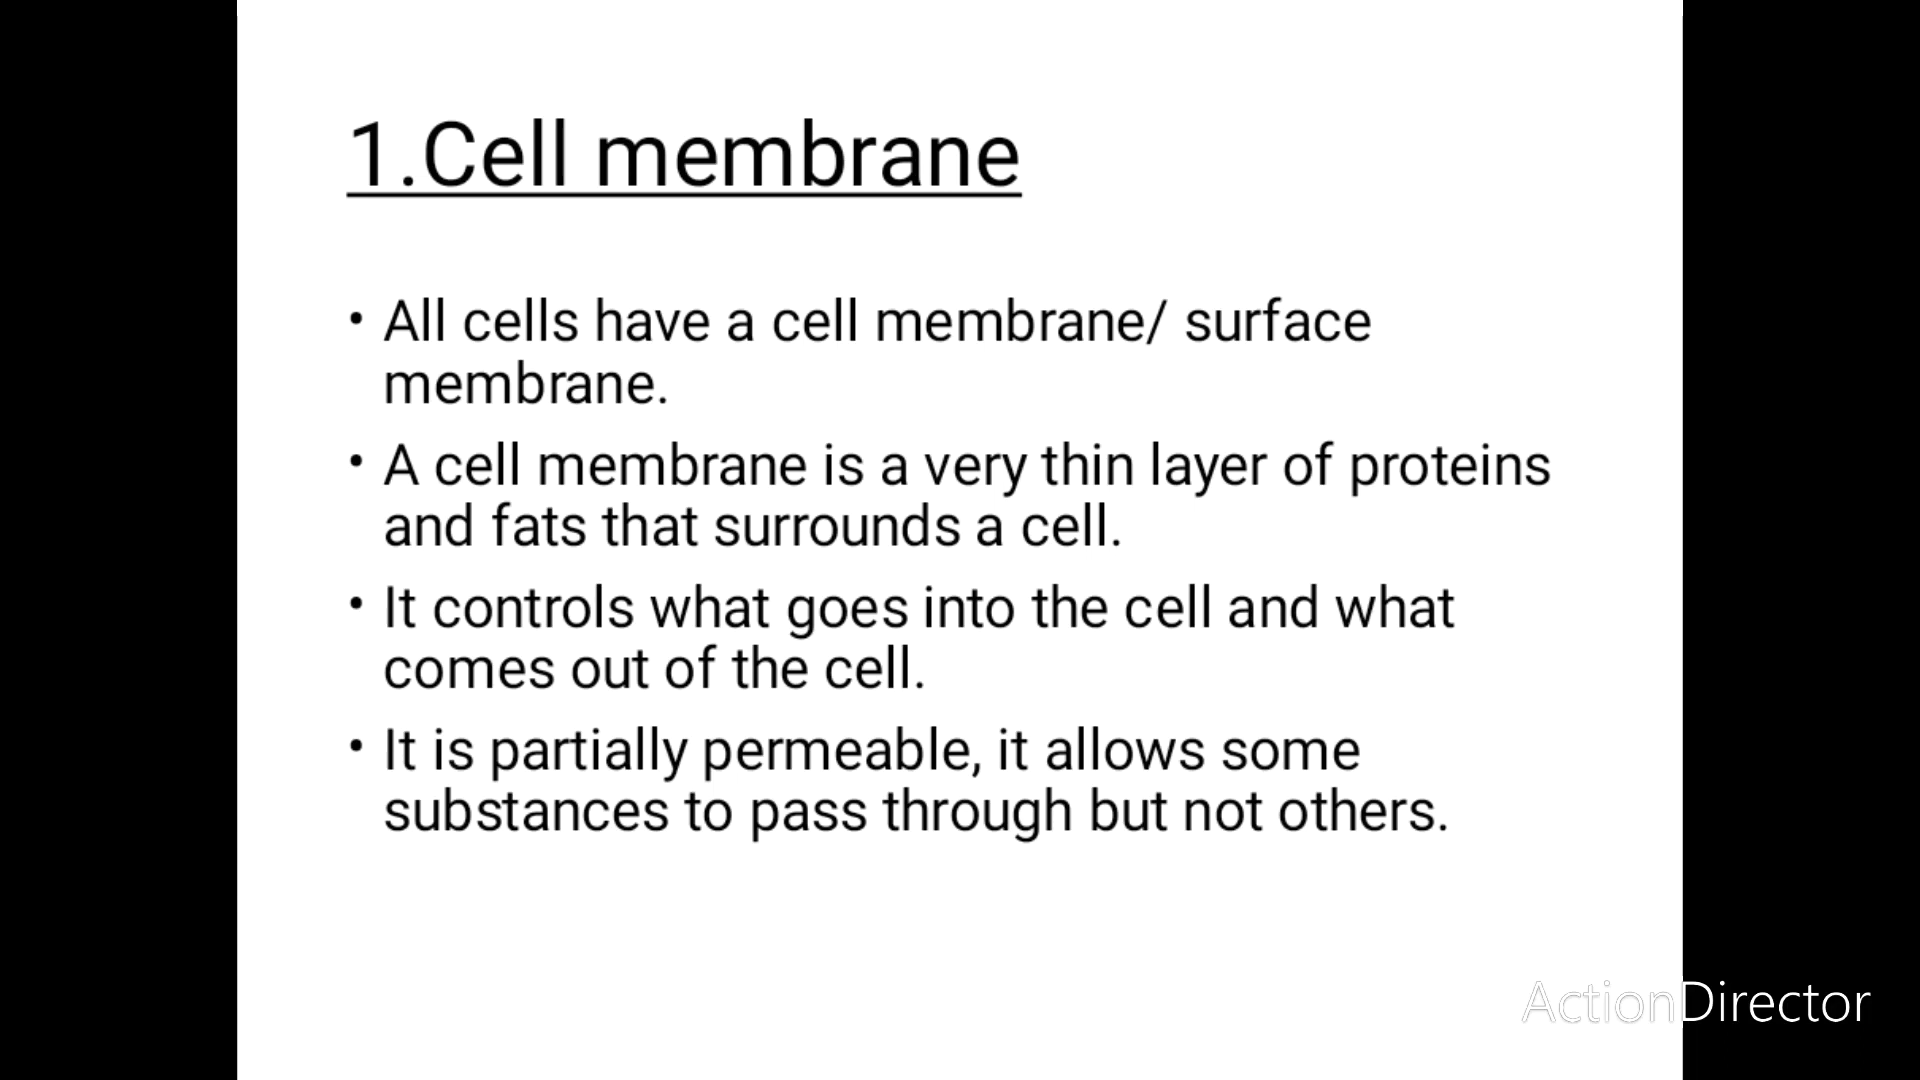 1.Cell membrane
• All cells have a cell membrane/ surface
membrane.
• A cell membrane is a very thin layer of proteins
and fats that surrounds a cell.
• It controls what goes into the cell and what
comes out of the cell.
• It is partially permeable, it allows some
substances to pass through but not others.
ActionDirector